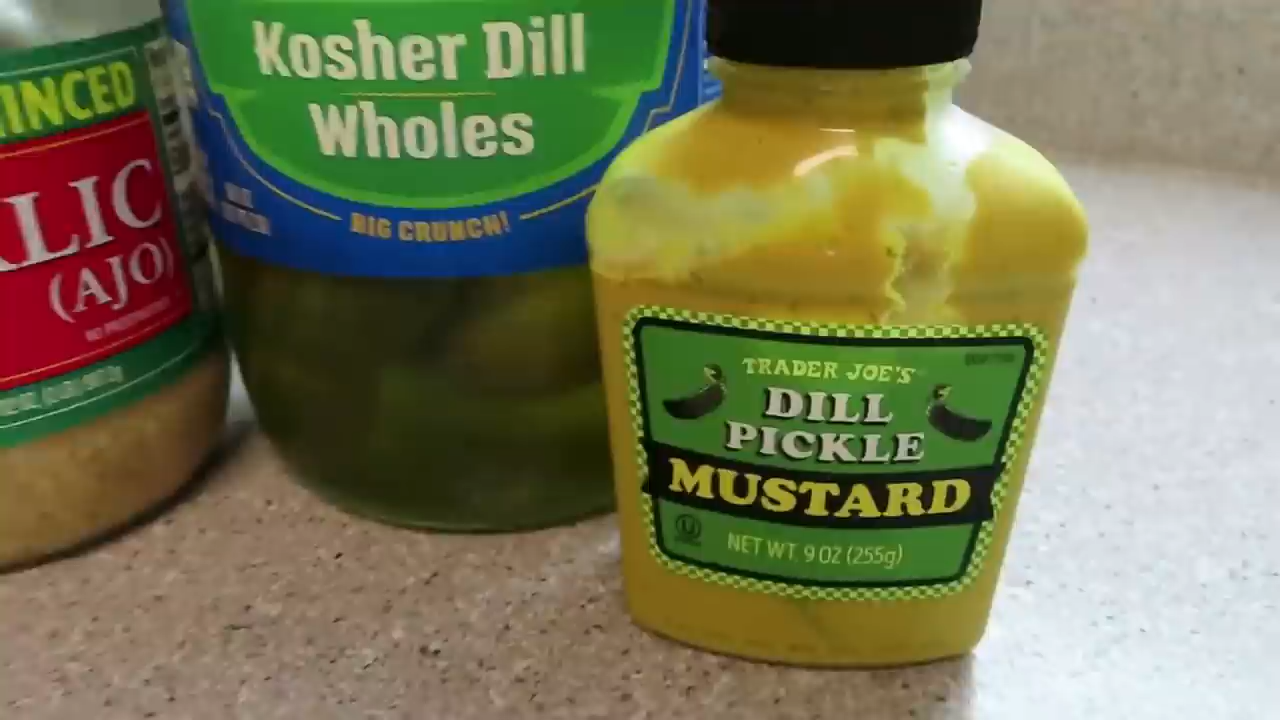 INCED
LIC
(AJO)
Kosher Dill
Wholes
BIG CRUNCH!
TRADER JOE'S
DILL
PICKLE
MUSTARD
U
NET WT. 9 OZ (255g)